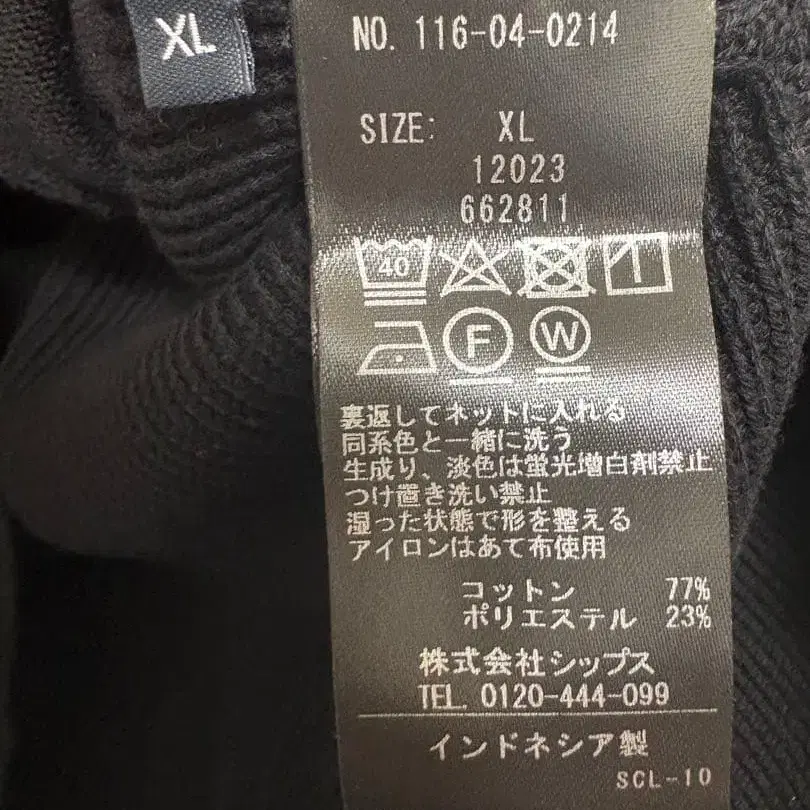 XL
NO. 116-04-0214
SIZE: XL
12023
662811
40
F W
裏返してネットに入れる
同系色と一緒に洗う
生成り、淡色は蛍光増白剤禁止
つけ置き洗い禁止
湿った状態で形を整える
アイロンはあて布使用
コットン 77%
ポリエステル 23%
株式会社シップス
TEL. 0120-444-099
インドネシア製
SCL-10